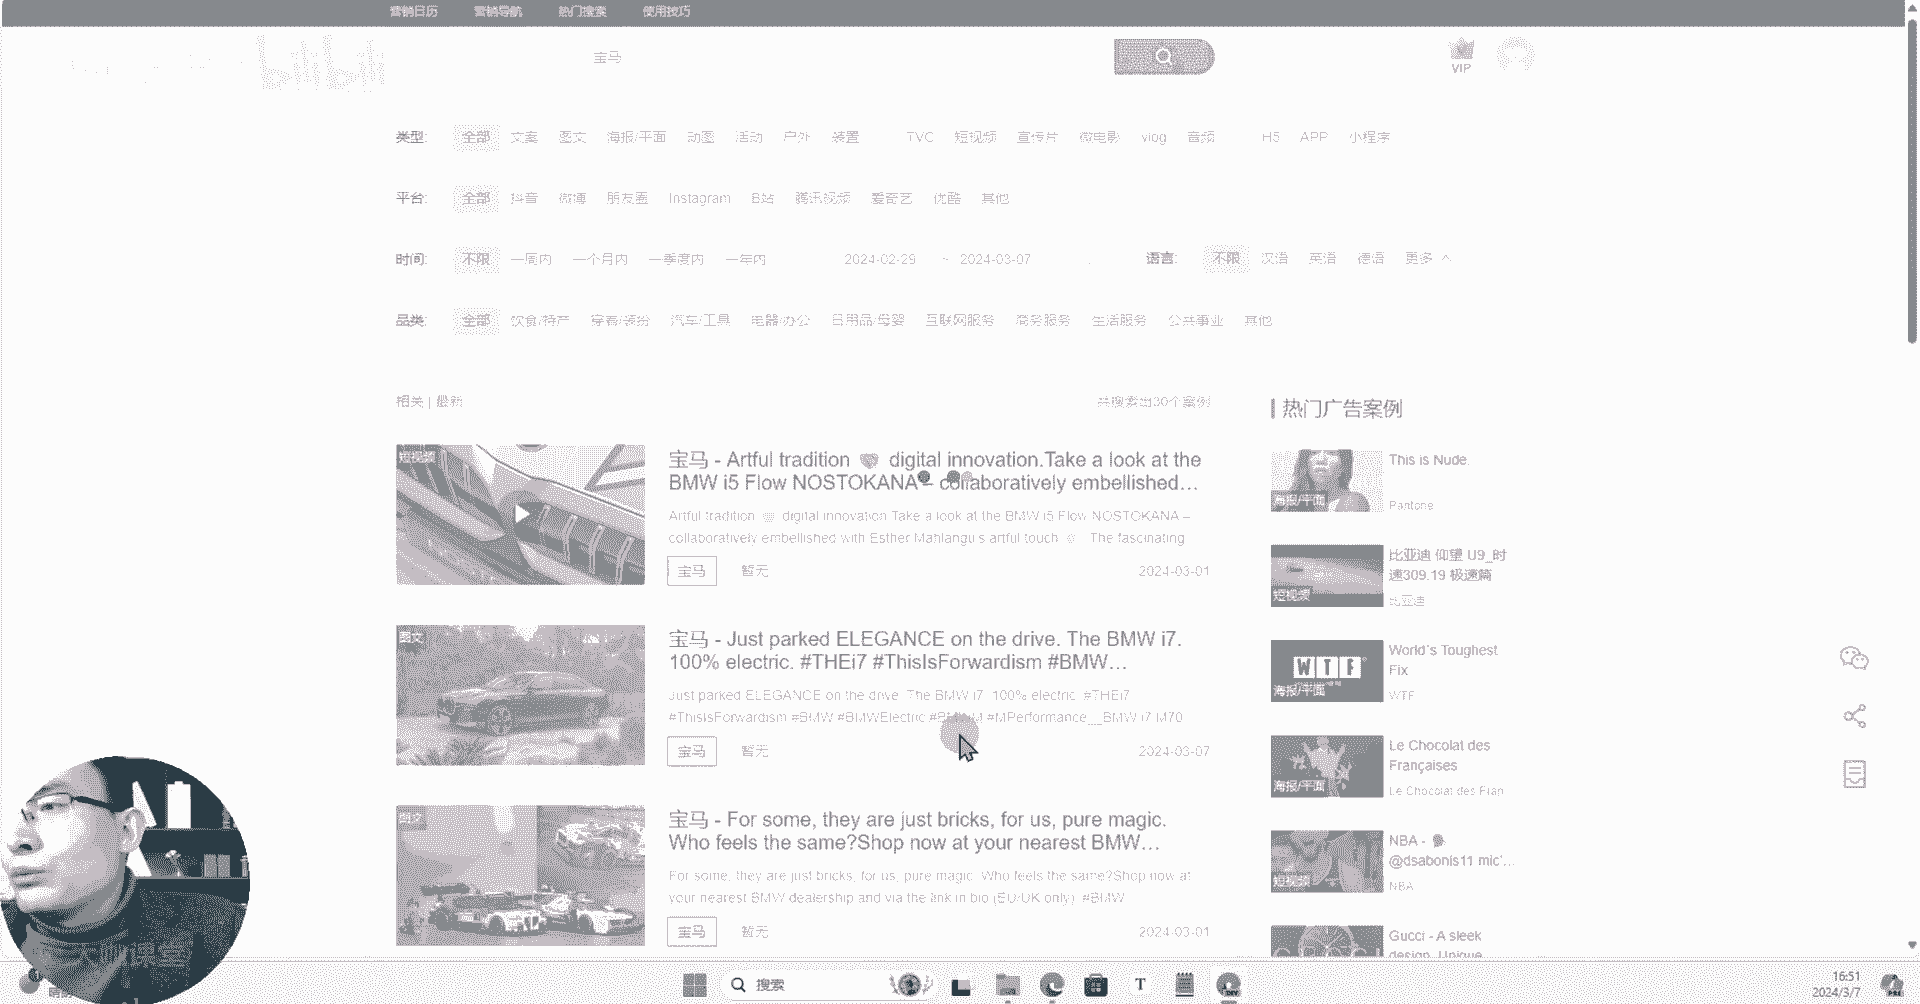 营销日历 营销导航 热门搜索 使用技巧
bilibili
宝马
VIP
类型: 全部 文案 图文 海报/平面 动图 活动 户外 装置 TVC 短视频 宣传片 微电影 vlog 音频 H5 APP 小程序
平台: 全部 抖音 微博 朋友圈 Instagram B站 腾讯视频 爱奇艺 优酷 其他
时间: 不限 一周内 一个月内 一季度内 一年内 2024-02-29 ~ 2024-03-07 语言: 不限 汉语 英语 德语 更多
品类: 全部 饮食/特产 穿着/装扮 汽车/工具 电器/办公 日用品/母婴 互联网服务 商务服务 生活服务 公共事业 其他
相关 | 最新 共搜索出30个案例
短视频
宝马 - Artful tradition digital innovation.Take a look at the
BMW i5 Flow NOSTOKANA – collaboratively embellished...
Artful tradition digital innovation.Take a look at the BMW i5 Flow NOSTOKANA –
collaboratively embellished with Esther Mahlangu's artful touch The fascinating
宝马 暂无 2024-03-01
图文
宝马 - Just parked ELEGANCE on the drive. The BMW i7.
100% electric. #THEi7 #ThisIsForwardism #BMW...
Just parked ELEGANCE on the drive. The BMW i7. 100% electric. #THEi7
#ThisIsForwardism #BMW #BMWElectric #BMWM #MPerformance__BMW i7 M70
宝马 暂无 2024-03-07
图文
宝马 - For some, they are just bricks, for us, pure magic.
Who feels the same?Shop now at your nearest BMW...
For some, they are just bricks, for us, pure magic. Who feels the same?Shop now at
your nearest BMW dealership and via the link in bio (EU/UK only). #BMW
宝马 暂无 2024-03-01
热门广告案例
This is Nude.
海报/平面
Pantone
比亚迪 仰望 U9_时
速309.19 极速篇
短视频
比亚迪
World's Toughest
Fix
WTF
海报/平面
WTF
Le Chocolat des
Françaises
海报/平面
Le Chocolat des Fran
NBA -
@dsabonis11 mic'...
短视频
NBA
Gucci - A sleek
design. Unique
搜索
T
DEV
16:51
2024/3/7
PRE